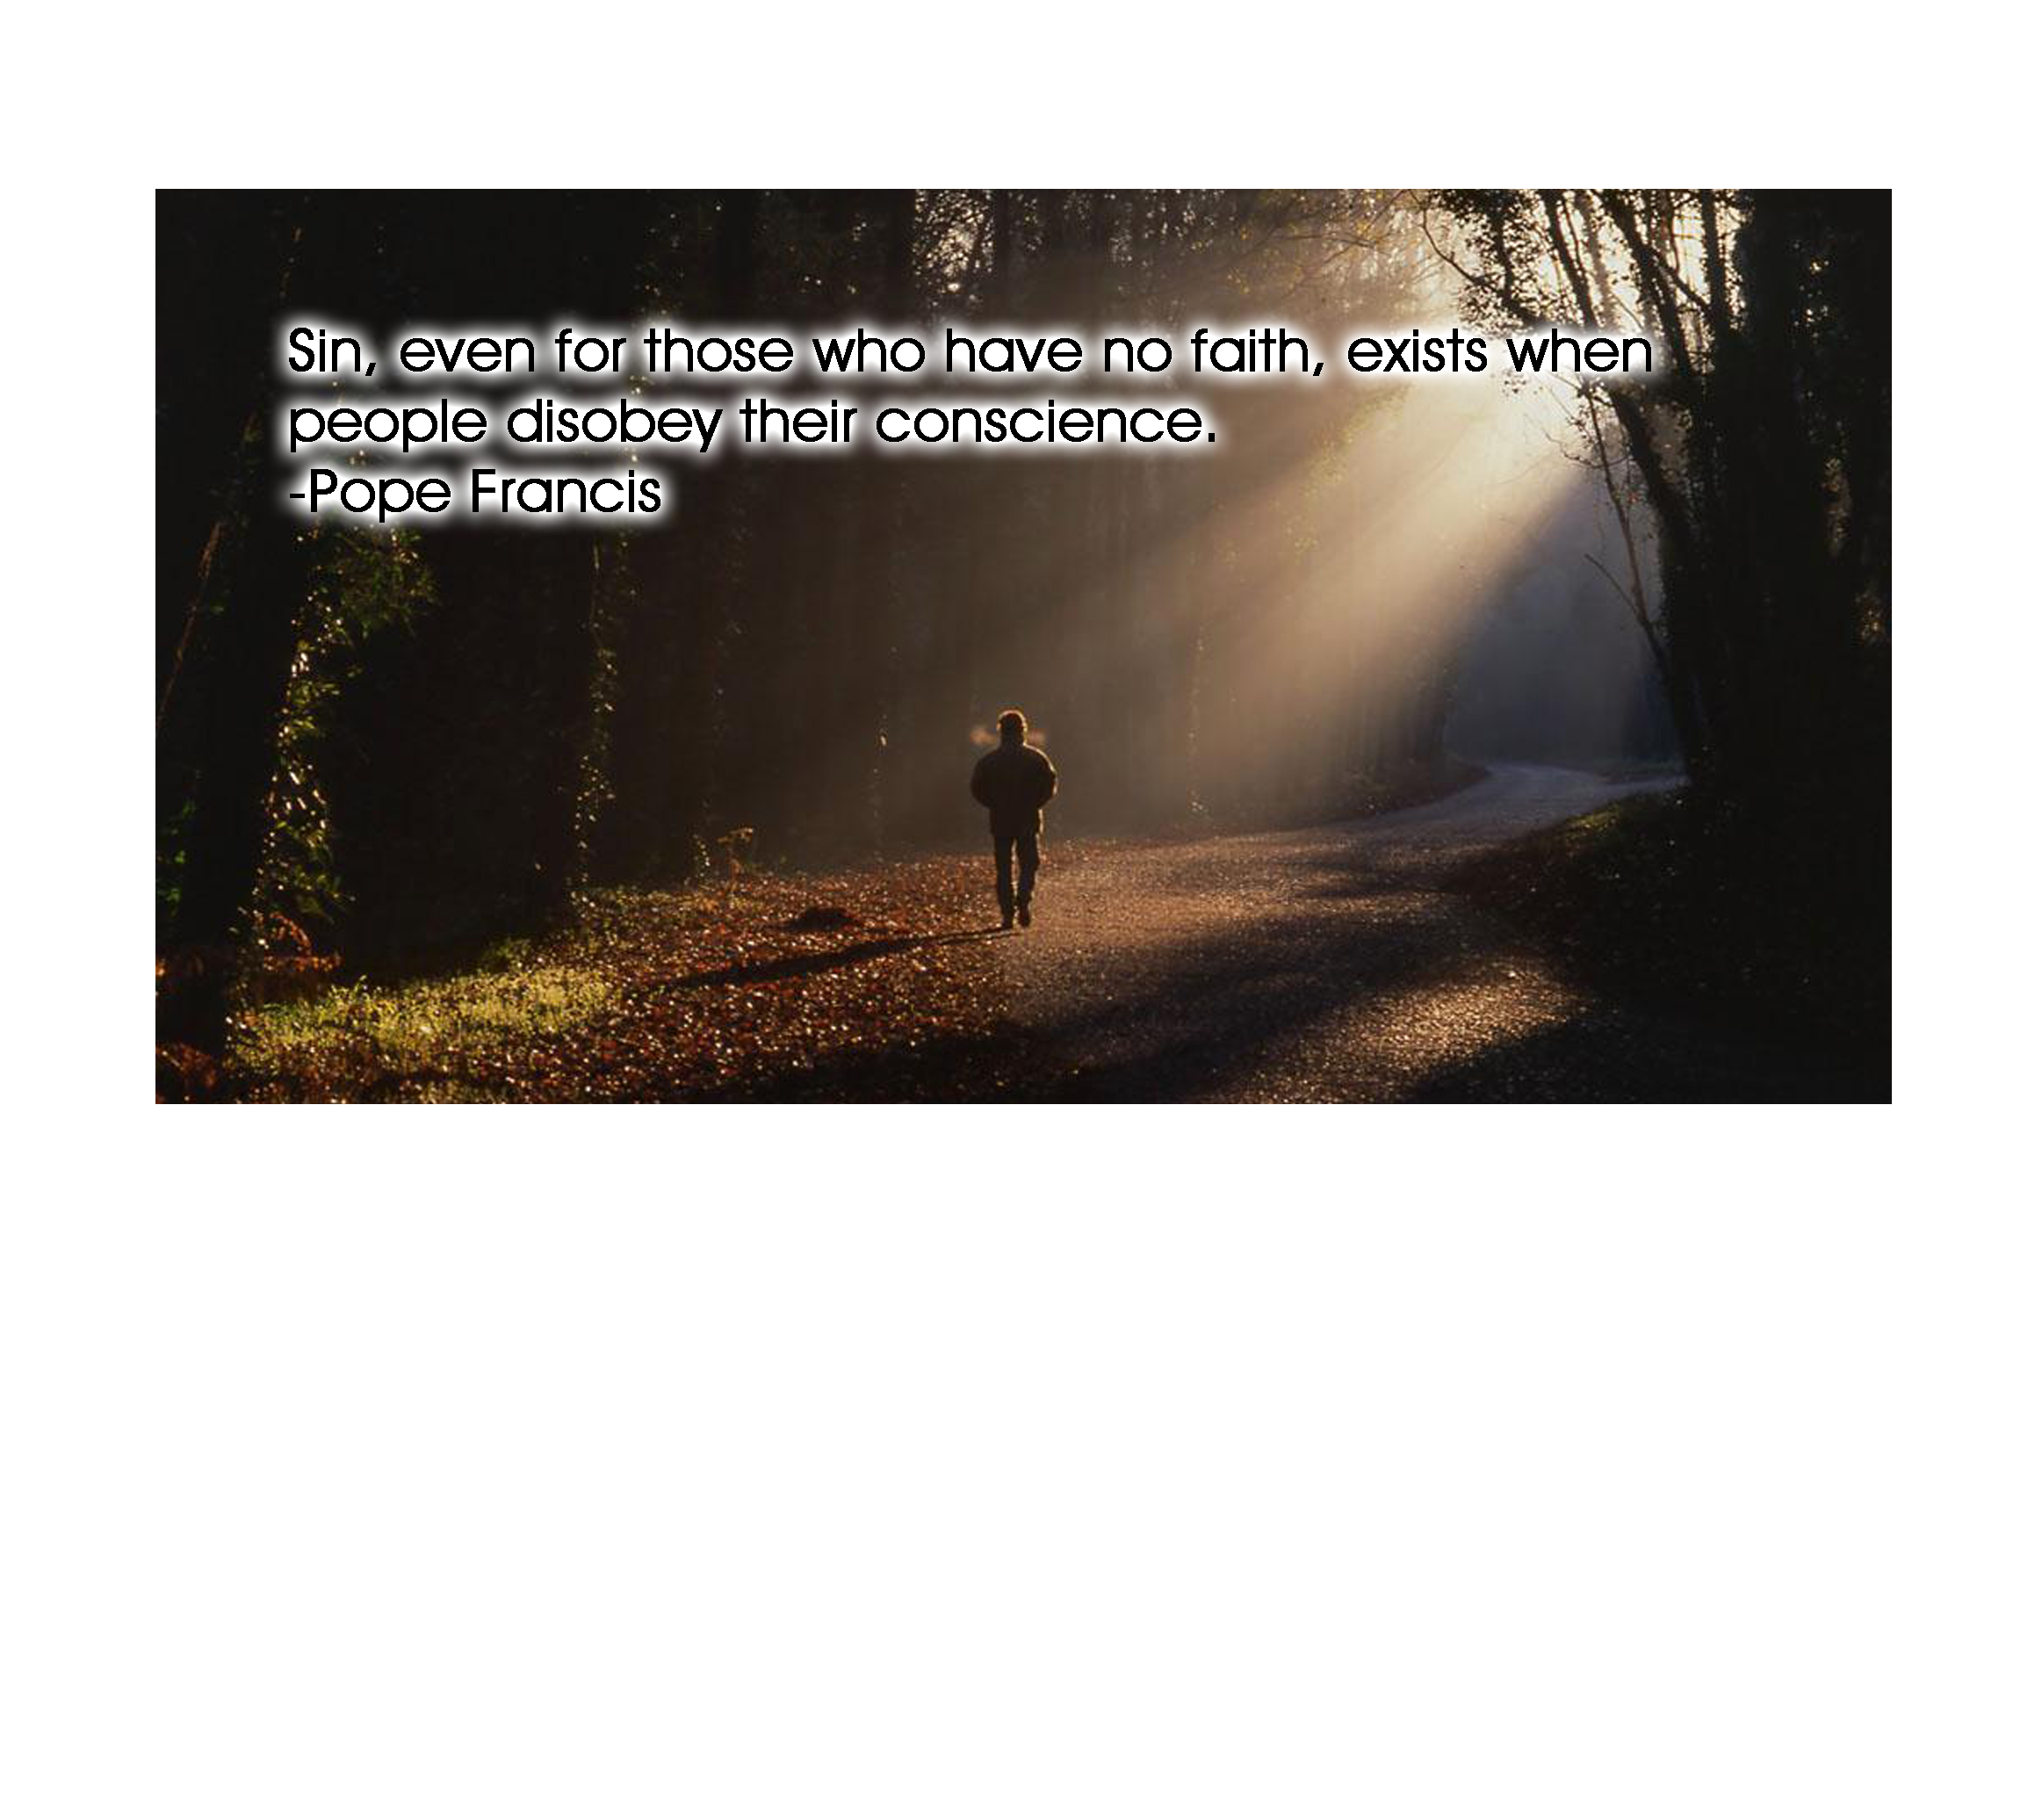 Sin, even for those who have no faith, exists when
people disobey their conscience.
-Pope Francis